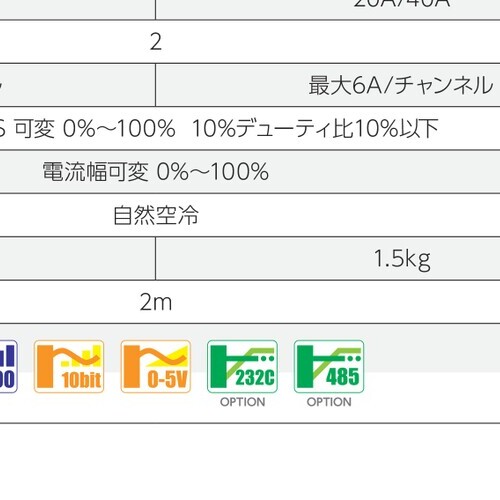 20A/40A
2
最大6A/チャンネル
S 可変 0%～100%  10%デューティ比10%以下
電流幅可変 0%～100%
自然空冷
1.5kg
2m
00 10bit 0-5V 232C 485
OPTION OPTION